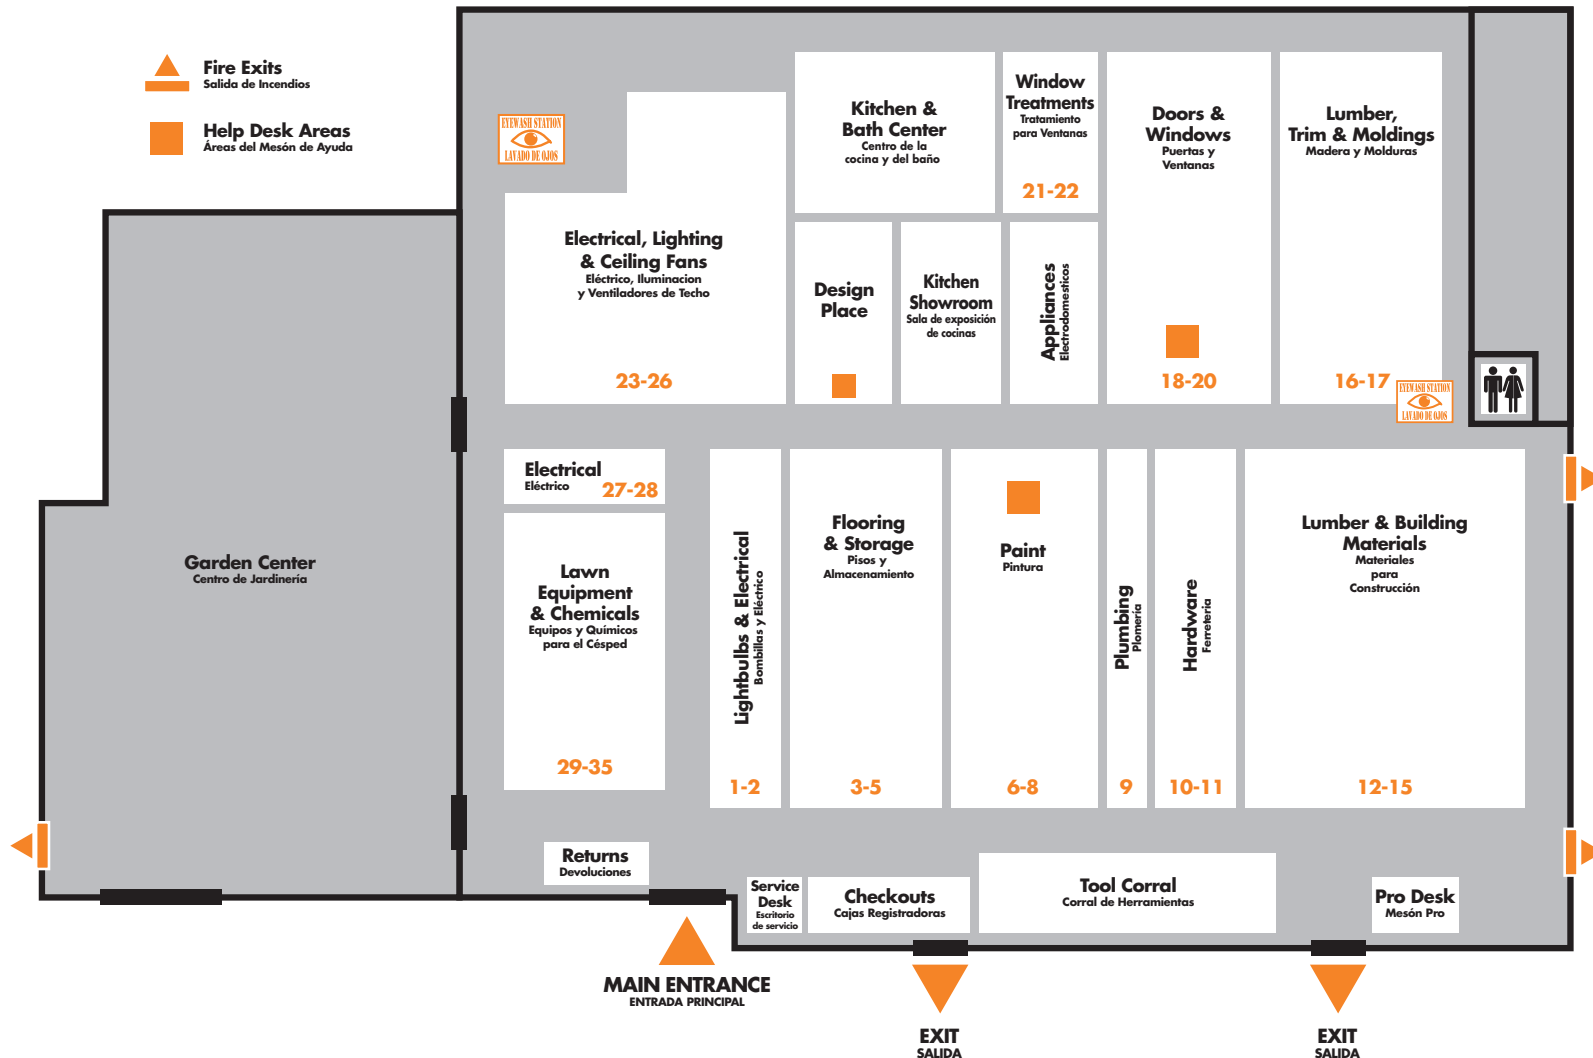 Fire Exits
Salida de Incendios
Help Desk Areas
Áreas del Mesón de Ayuda
EYEWASH STATION
LAVADO DE OJOS
Electrical, Lighting
& Ceiling Fans
Eléctrico, Iluminacion
y Ventiladores de Techo
23-26
Kitchen &
Bath Center
Centro de la
cocina y del baño
Window
Treatments
Tratamiento
para Ventanas
21-22
Doors &
Windows
Puertas y
Ventanas
18-20
Lumber,
Trim & Moldings
Madera y Molduras
16-17
EYEWASH STATION
LAVADO DE OJOS
Design
Place
Kitchen
Showroom
Sala de exposición
de cocinas
Appliances
Electrodomesticos
Garden Center
Centro de Jardinería
Electrical
Eléctrico
27-28
Lawn
Equipment
& Chemicals
Equipos y Químicos
para el Césped
29-35
Lightbulbs & Electrical
Bombillas y Eléctrico
1-2
Flooring
& Storage
Pisos y
Almacenamiento
3-5
Paint
Pintura
6-8
Plumbing
Plomería
9
Hardware
Ferretería
10-11
Lumber & Building
Materials
Materiales
para
Construcción
12-15
Returns
Devoluciones
Service
Desk
Escritorio
de servicio
Checkouts
Cajas Registradoras
Tool Corral
Corral de Herramientas
Pro Desk
Mesón Pro
MAIN ENTRANCE
ENTRADA PRINCIPAL
EXIT
SALIDA
EXIT
SALIDA